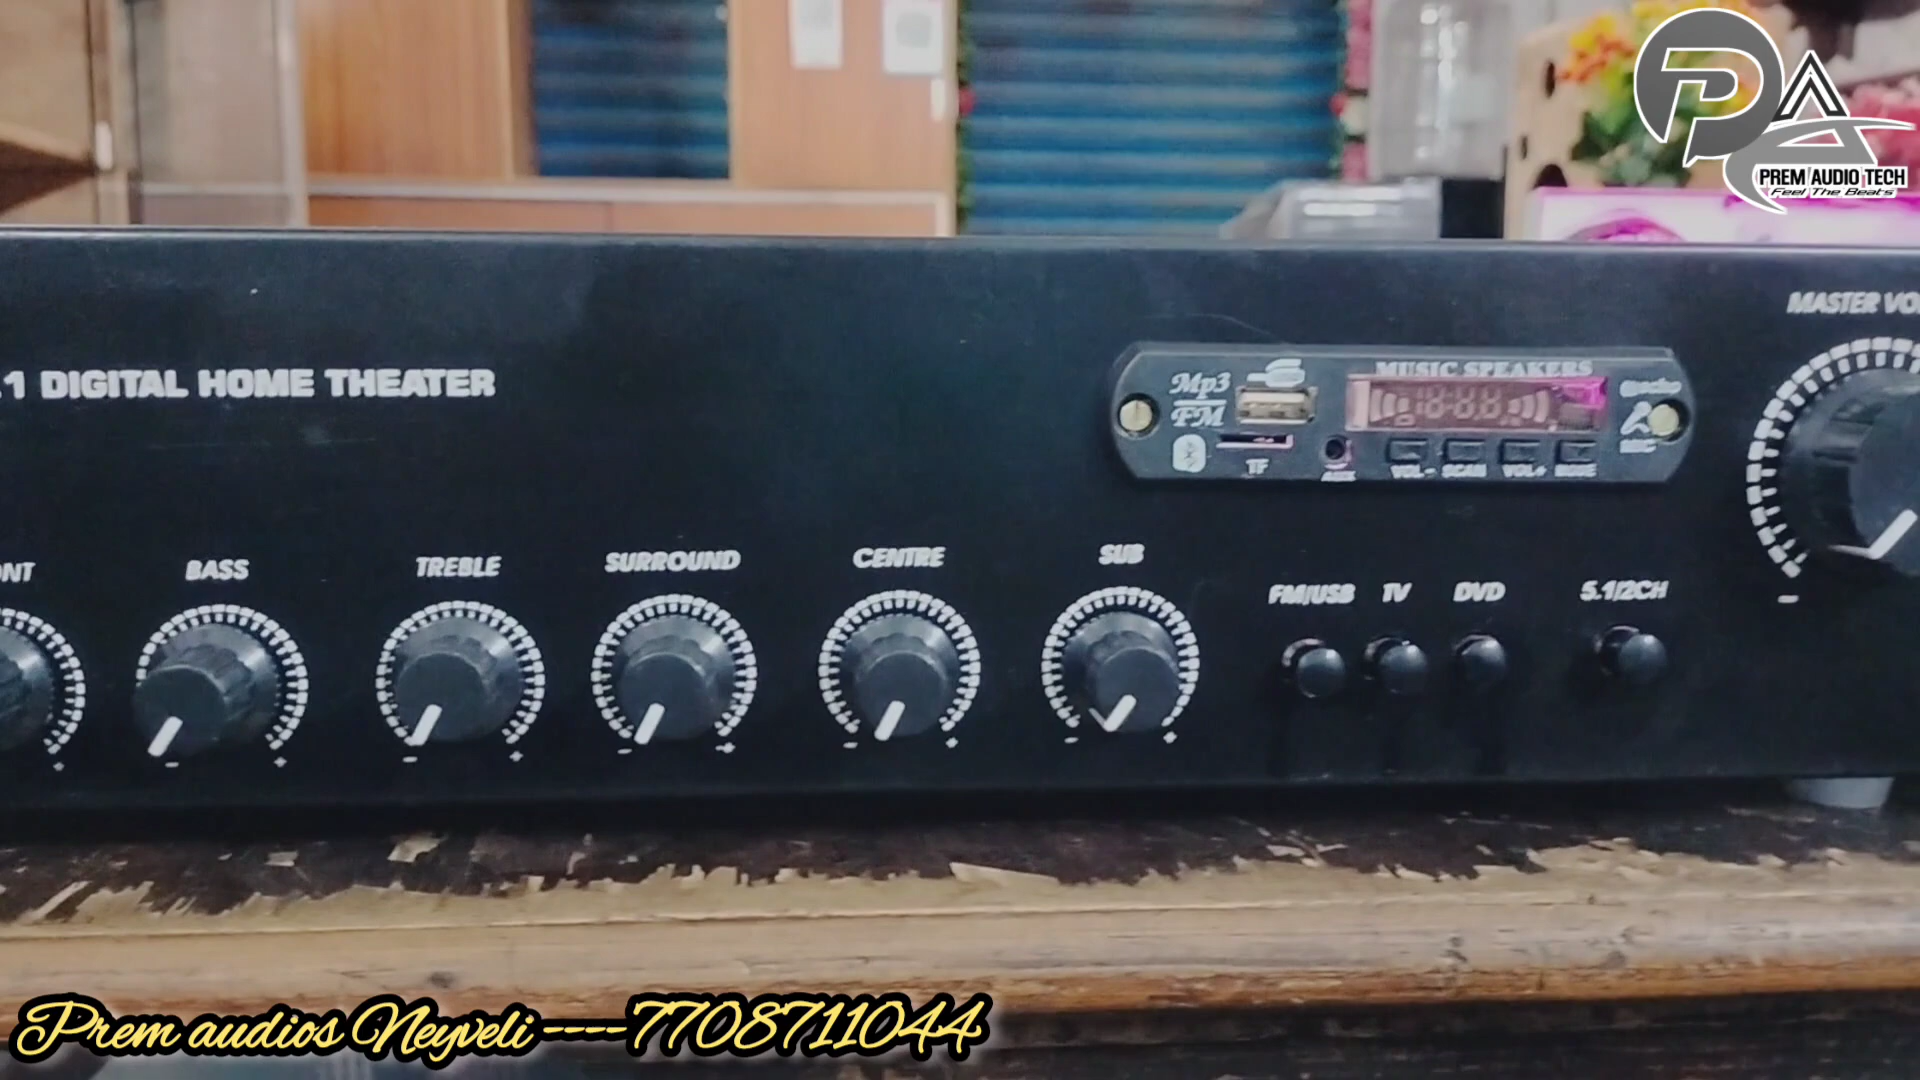 PREM AUDIO TECH
Feel The Beats
MASTER VO
.1 DIGITAL HOME THEATER
MUSIC SPEAKERS
Mp3
FM
TF
AUX
VOL-
SCAN
VOL+
MODE
REC
NT
BASS
TREBLE
SURROUND
CENTRE
SUB
FM/USB
TV
DVD
5.1/2CH
- +
Prem audios Neyveli ----7708711044